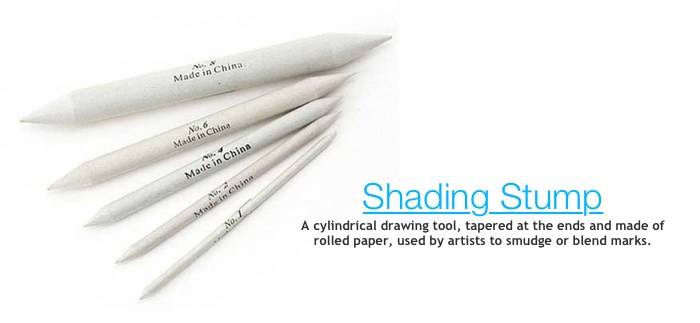 No. 8
Made in China
No. 6
Made in China
No. 4
Made in China
No. 2
Made in China
No. 1
Shading Stump
A cylindrical drawing tool, tapered at the ends and made of
rolled paper, used by artists to smudge or blend marks.